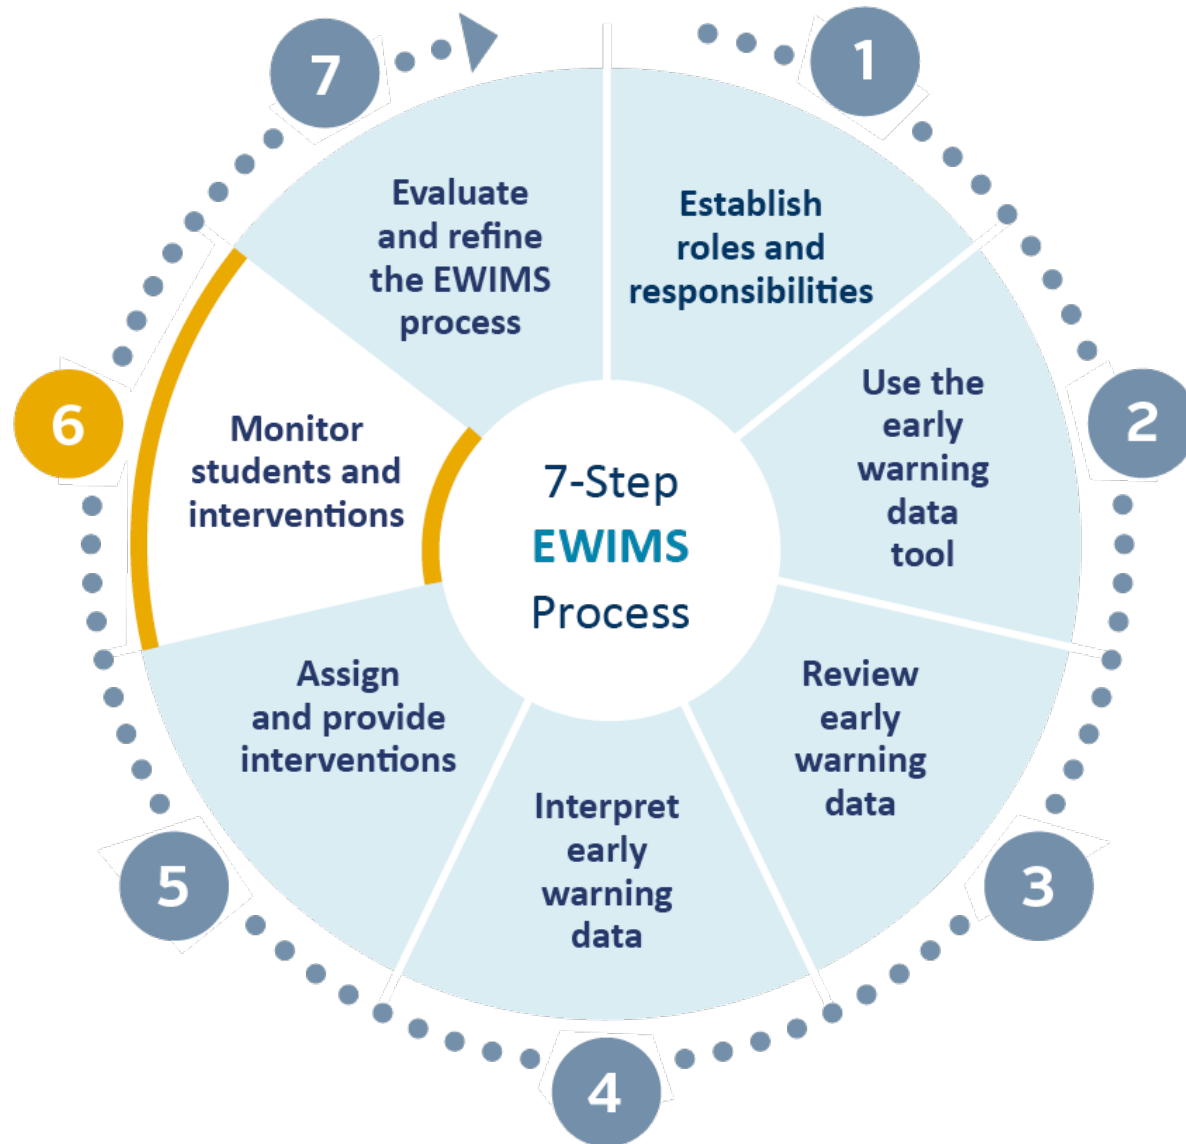 7-Step
EWIMS
Process
1
Establish
roles and
responsibilities
2
Use the
early
warning
data
tool
3
Review
early
warning
data
4
Interpret
early
warning
data
5
Assign
and provide
interventions
6
Monitor
students and
interventions
7
Evaluate
and refine
the EWIMS
process